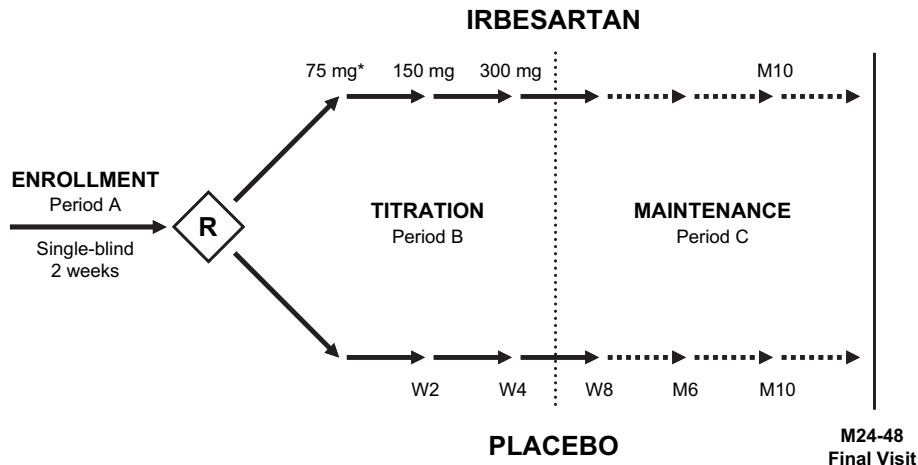 IRBESARTAN
75 mg*
150 mg
300 mg
M10
ENROLLMENT
Period A
Single-blind
2 weeks
R
TITRATION
Period B
MAINTENANCE
Period C
W2
W4
W8
M6
M10
PLACEBO
M24-48
Final Visit